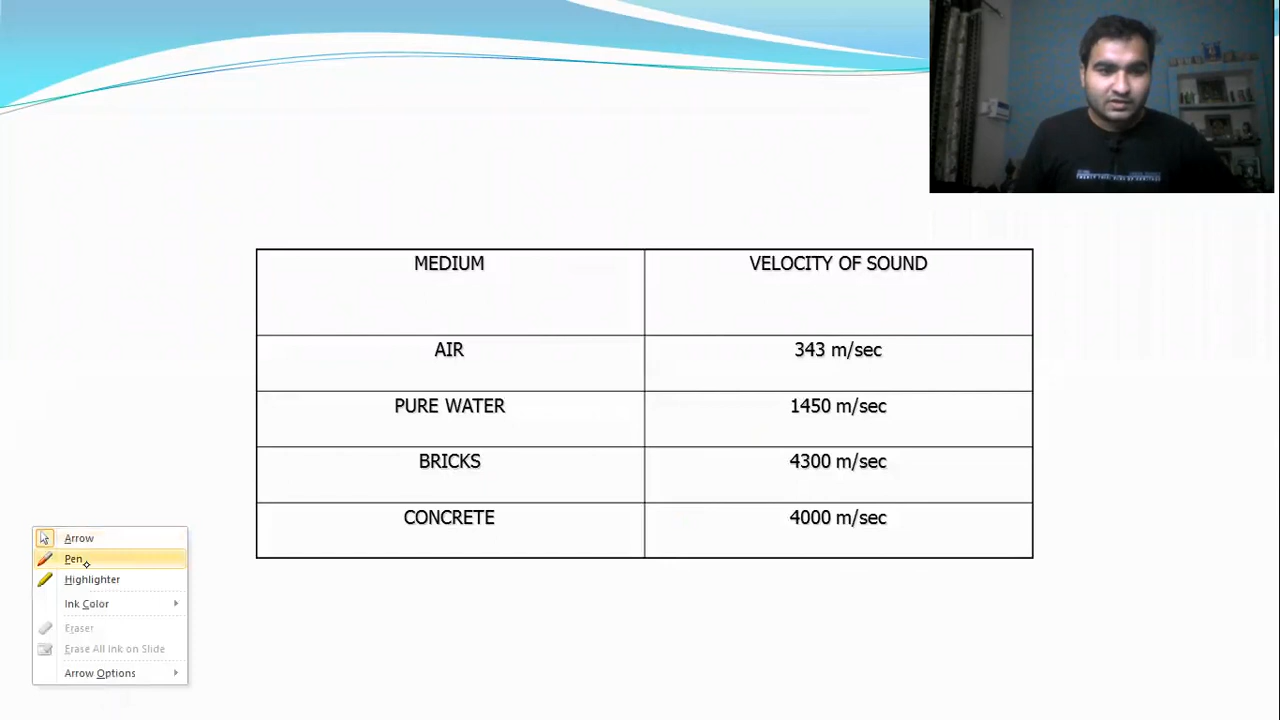 MEDIUM VELOCITY OF SOUND
AIR 343 m/sec
PURE WATER 1450 m/sec
BRICKS 4300 m/sec
CONCRETE 4000 m/sec
Arrow
Pen
Highlighter
Ink Color
Eraser
Erase All Ink on Slide
Arrow Options